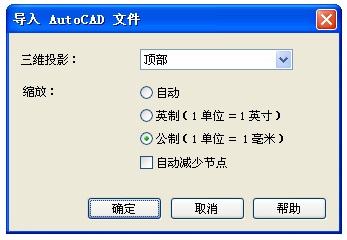 导入 AutoCAD 文件
三维投影： 顶部
缩放： 自动
英制（1 单位 = 1 英寸）
公制（1 单位 = 1 毫米）
自动减少节点
确定 取消 帮助